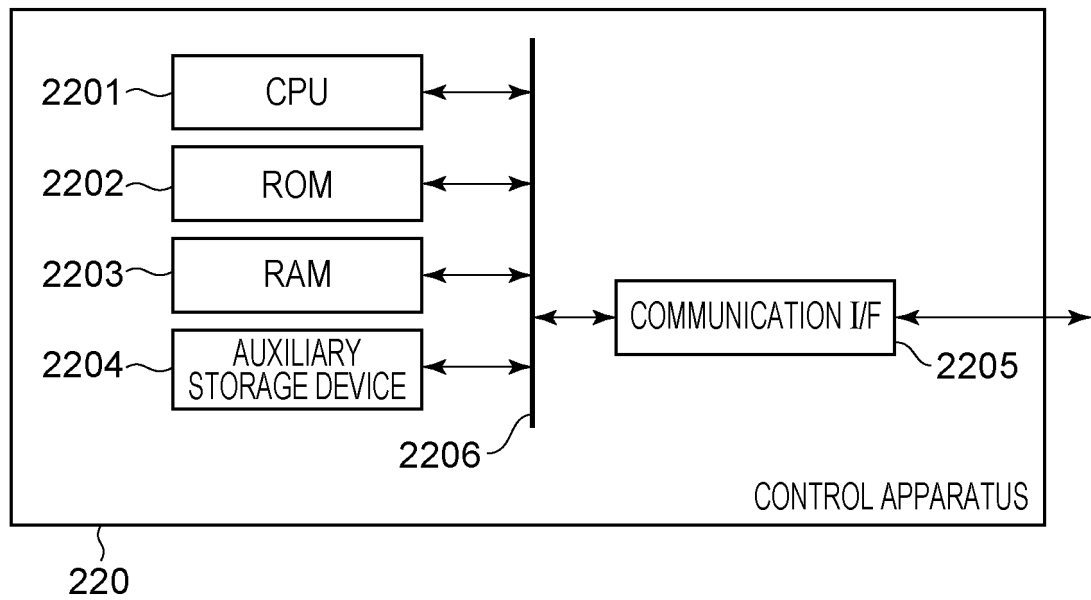 2201
CPU
2202
ROM
2203
RAM
2204
AUXILIARY
STORAGE DEVICE
COMMUNICATION I/F
2205
2206
CONTROL APPARATUS
220